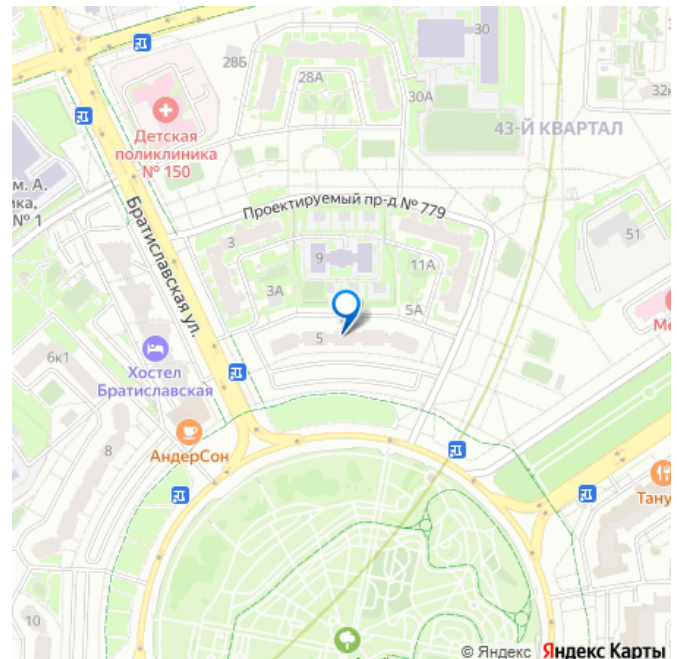 30
28Б
28А
32к
30А
Детская
поликлиника
№ 150
43-Й КВАРТАЛ
м. А.
ика,
№ 1
Братиславская ул.
Проектируемый пр-д № 779
3
9
11А
51
3А
5А
Ме
5
6к1
Хостел
Братиславская
8
АндерСон
Тану
10
© Яндекс Яндекс Карты